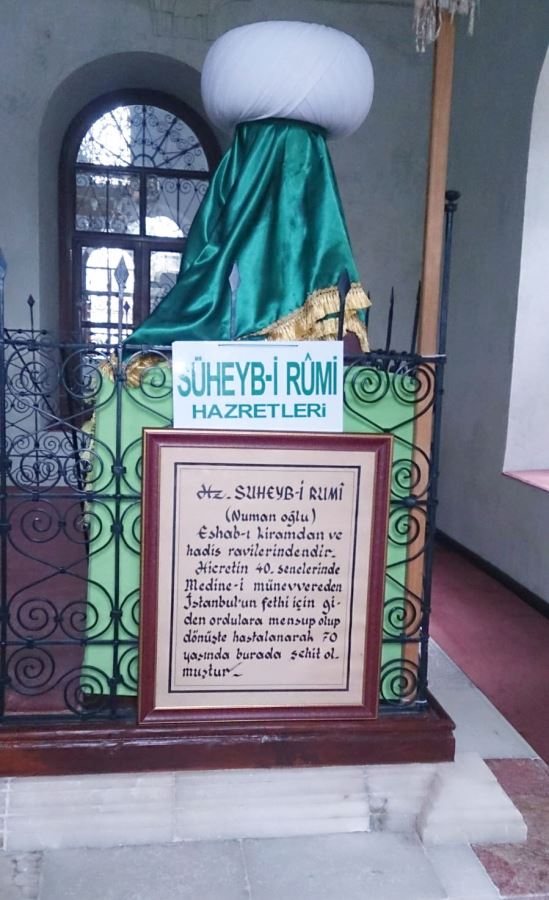 SÜHEYB-İ RÛMİ
HAZRETLERİ
Hz. SUHEYB-İ RUMÎ
(Numan oğlu)
Eshab-ı kiramdan ve
hadis ravilerindendir.
Hicretin 40. senelerinde
Medine-i münevvereden
İstanbul'un fethi için gi-
den ordulara mensup olup
dönüşte hastalanarak 70
yaşında burada şehit ol-
muştur.